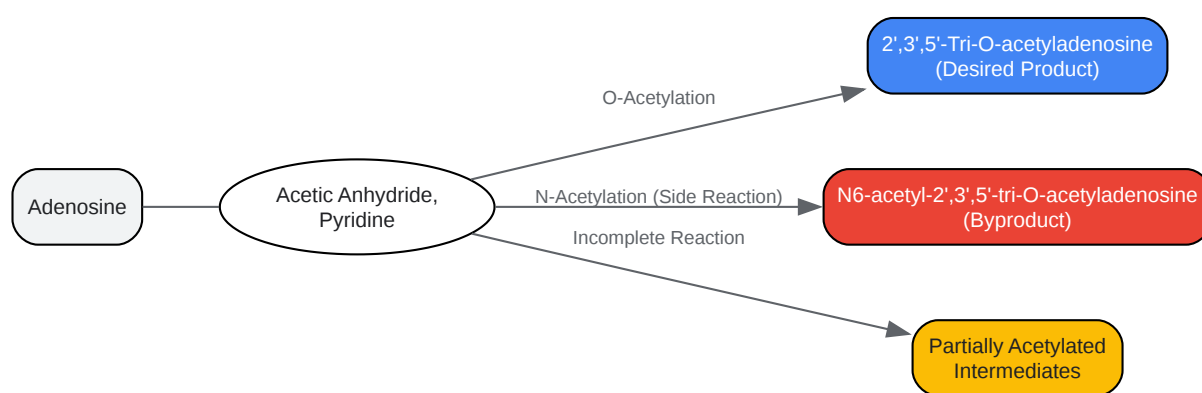 2',3',5'-Tri-O-acetyladenosine
(Desired Product)
O-Acetylation
Adenosine
Acetic Anhydride,
Pyridine
N-Acetylation (Side Reaction)
N6-acetyl-2',3',5'-tri-O-acetyladenosine
(Byproduct)
Incomplete Reaction
Partially Acetylated
Intermediates